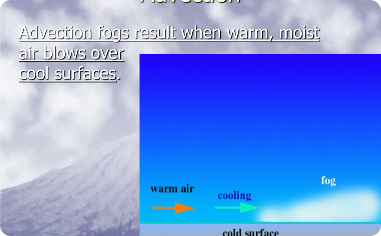 Advection
Advection fogs result when warm, moist
air blows over
cool surfaces.
fog
warm air
cooling
cold surface